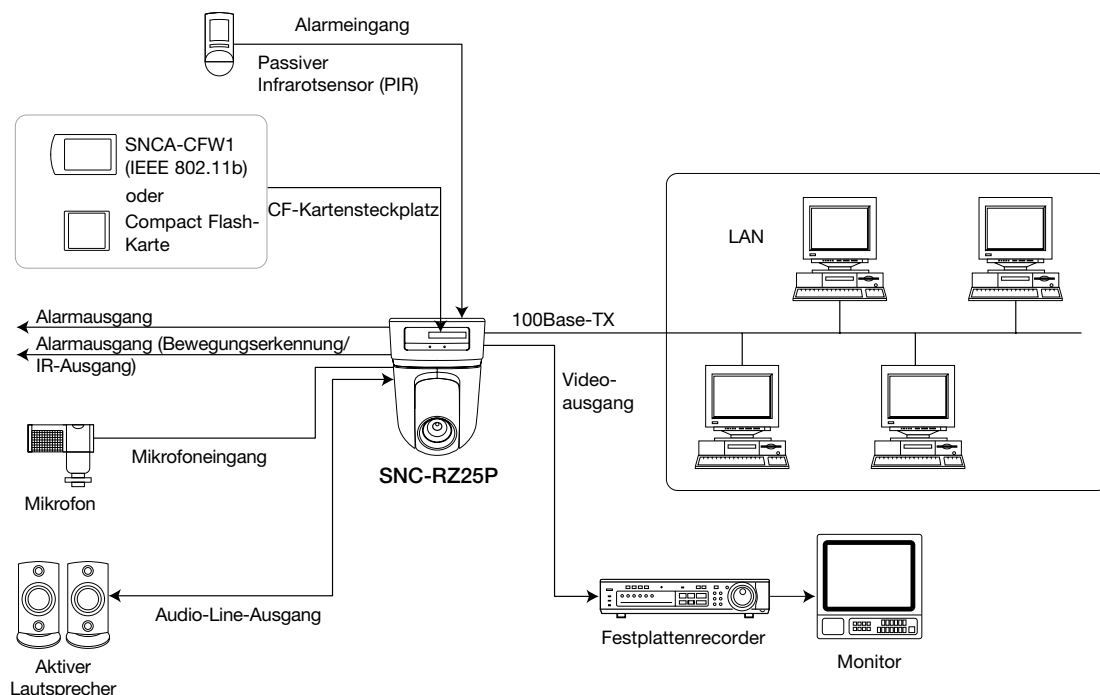 Alarmeingang
Passiver
Infrarotsensor (PIR)
SNCA-CFW1
(IEEE 802.11b)
oder
Compact Flash-
Karte
CF-Kartensteckplatz
LAN
Alarmausgang
100Base-TX
Alarmausgang (Bewegungserkennung/
IR-Ausgang)
Video-
ausgang
Mikrofoneingang
SNC-RZ25P
Mikrofon
Audio-Line-Ausgang
Festplattenrecorder
Monitor
Aktiver
Lautsprecher